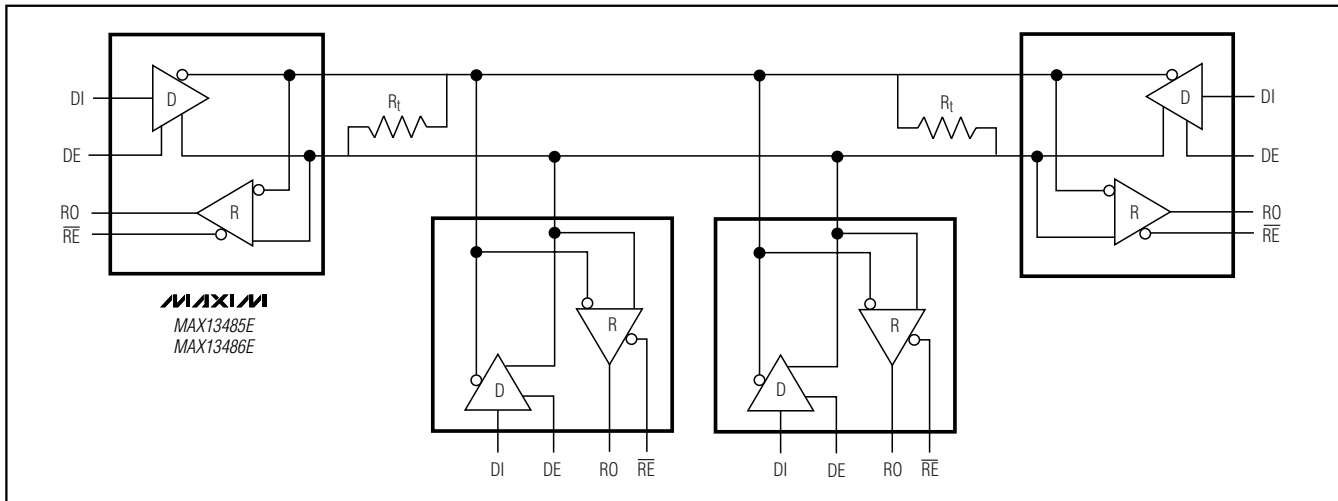 DI
D
DE
RO
RE
R
Rt
Rt
D
DI
DE
R
RO
RE
MAXIM
MAX13485E
MAX13486E
R
D
DI DE RO RE
R
D
DI DE RO RE